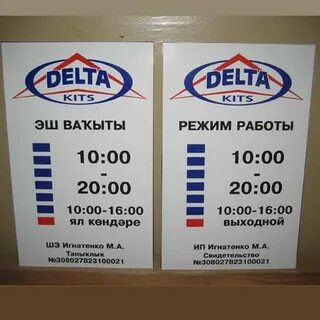 DELTA
KITS
ЭШ ВАҠЫТЫ
10:00
-
20:00
10:00-16:00
ял көндәре
ШЭ Игнатенко М.А.
Таныҡлыҡ
№308027823100021
DELTA
KITS
РЕЖИМ РАБОТЫ
10:00
-
20:00
10:00-16:00
выходной
ИП Игнатенко М.А.
Свидетельство
№308027823100021